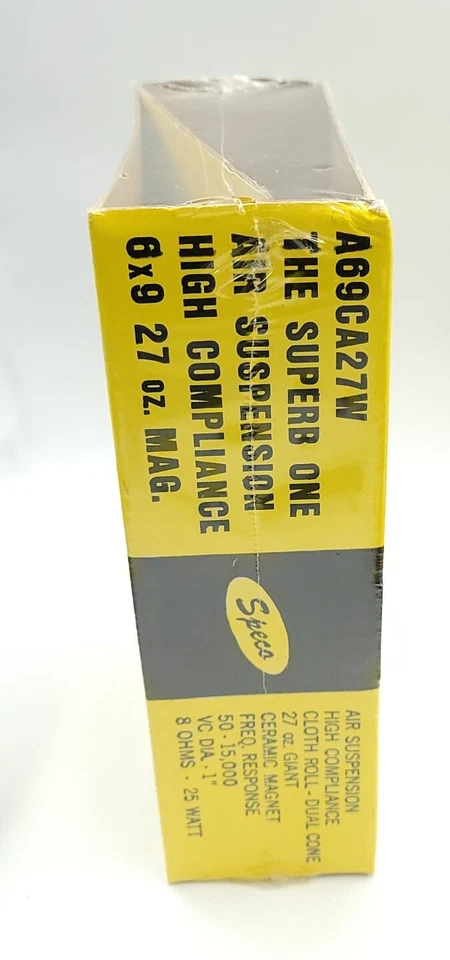 A69CA27W
THE SUPERB ONE
AIR SUSPENSION
HIGH COMPLIANCE
6x9 27 oz. MAG.
Speco
AIR SUSPENSION
HIGH COMPLIANCE
CLOTH ROLL - DUAL CONE
27 oz. GIANT
CERAMIC MAGNET
FREQ. RESPONSE
50 - 15,000
VC. DIA. - 1"
8 OHMS - 25 WATT